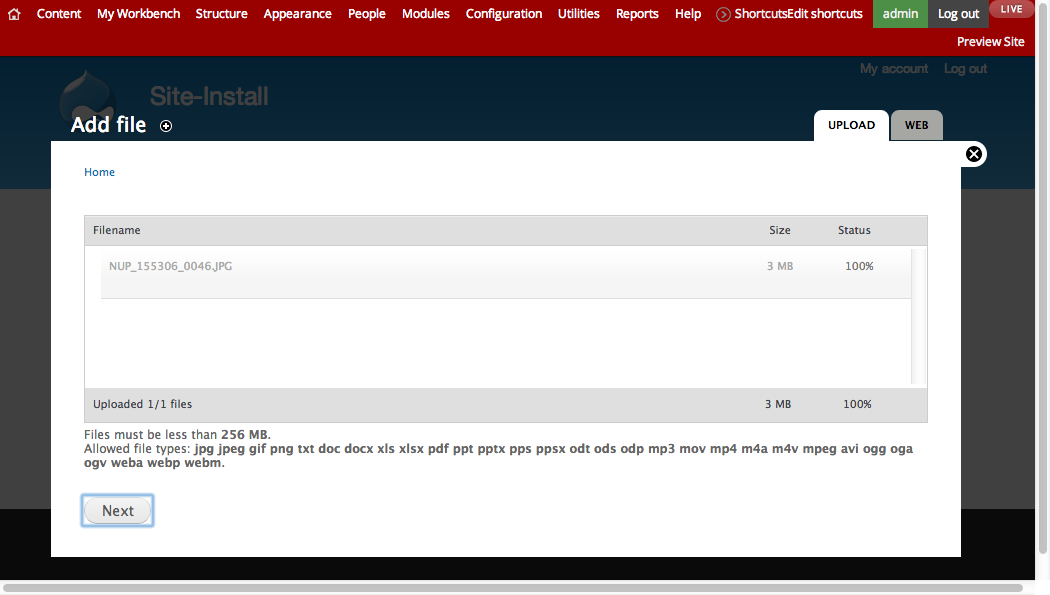 Content My Workbench Structure Appearance People Modules Configuration Utilities Reports Help ShortcutsEdit shortcuts admin Log out LIVE
Preview Site
My account Log out
Site-Install
Add file
UPLOAD WEB
Home
Filename Size Status
NUP_155306_0046.JPG 3 MB 100%
Uploaded 1/1 files 3 MB 100%
Files must be less than 256 MB.
Allowed file types: jpg jpeg gif png txt doc docx xls xlsx pdf ppt pptx pps ppsx odt ods odp mp3 mov mp4 m4a m4v mpeg avi ogg oga
ogv weba webp webm.
Next